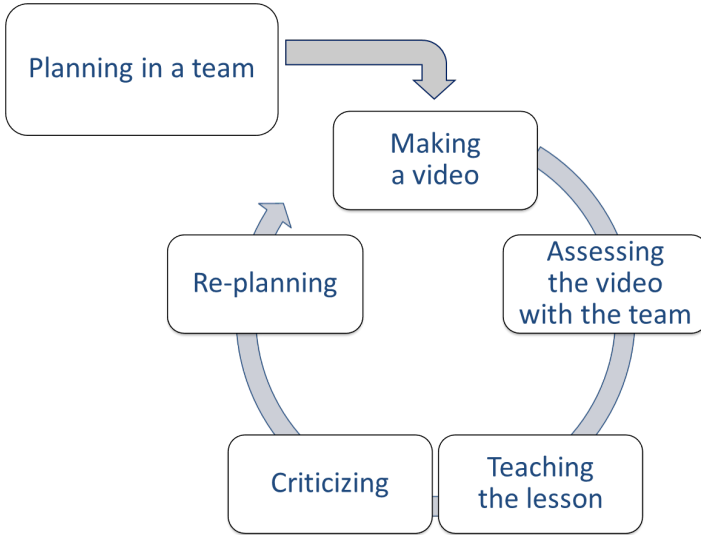 Planning in a team
Making
a video
Assessing
the video
with the team
Teaching
the lesson
Criticizing
Re-planning